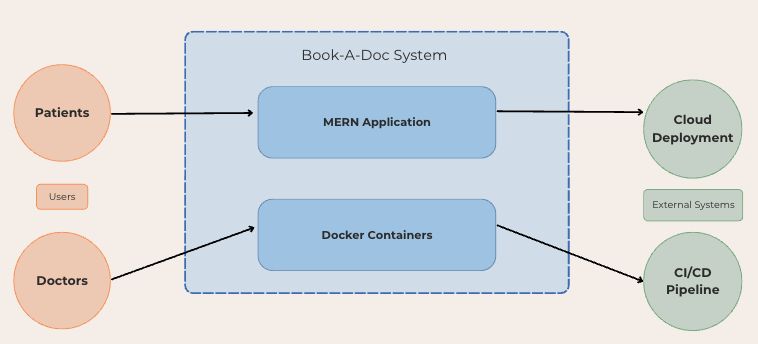 Book-A-Doc System
Patients
MERN Application
Cloud
Deployment
Users
External Systems
Doctors
Docker Containers
CI/CD
Pipeline